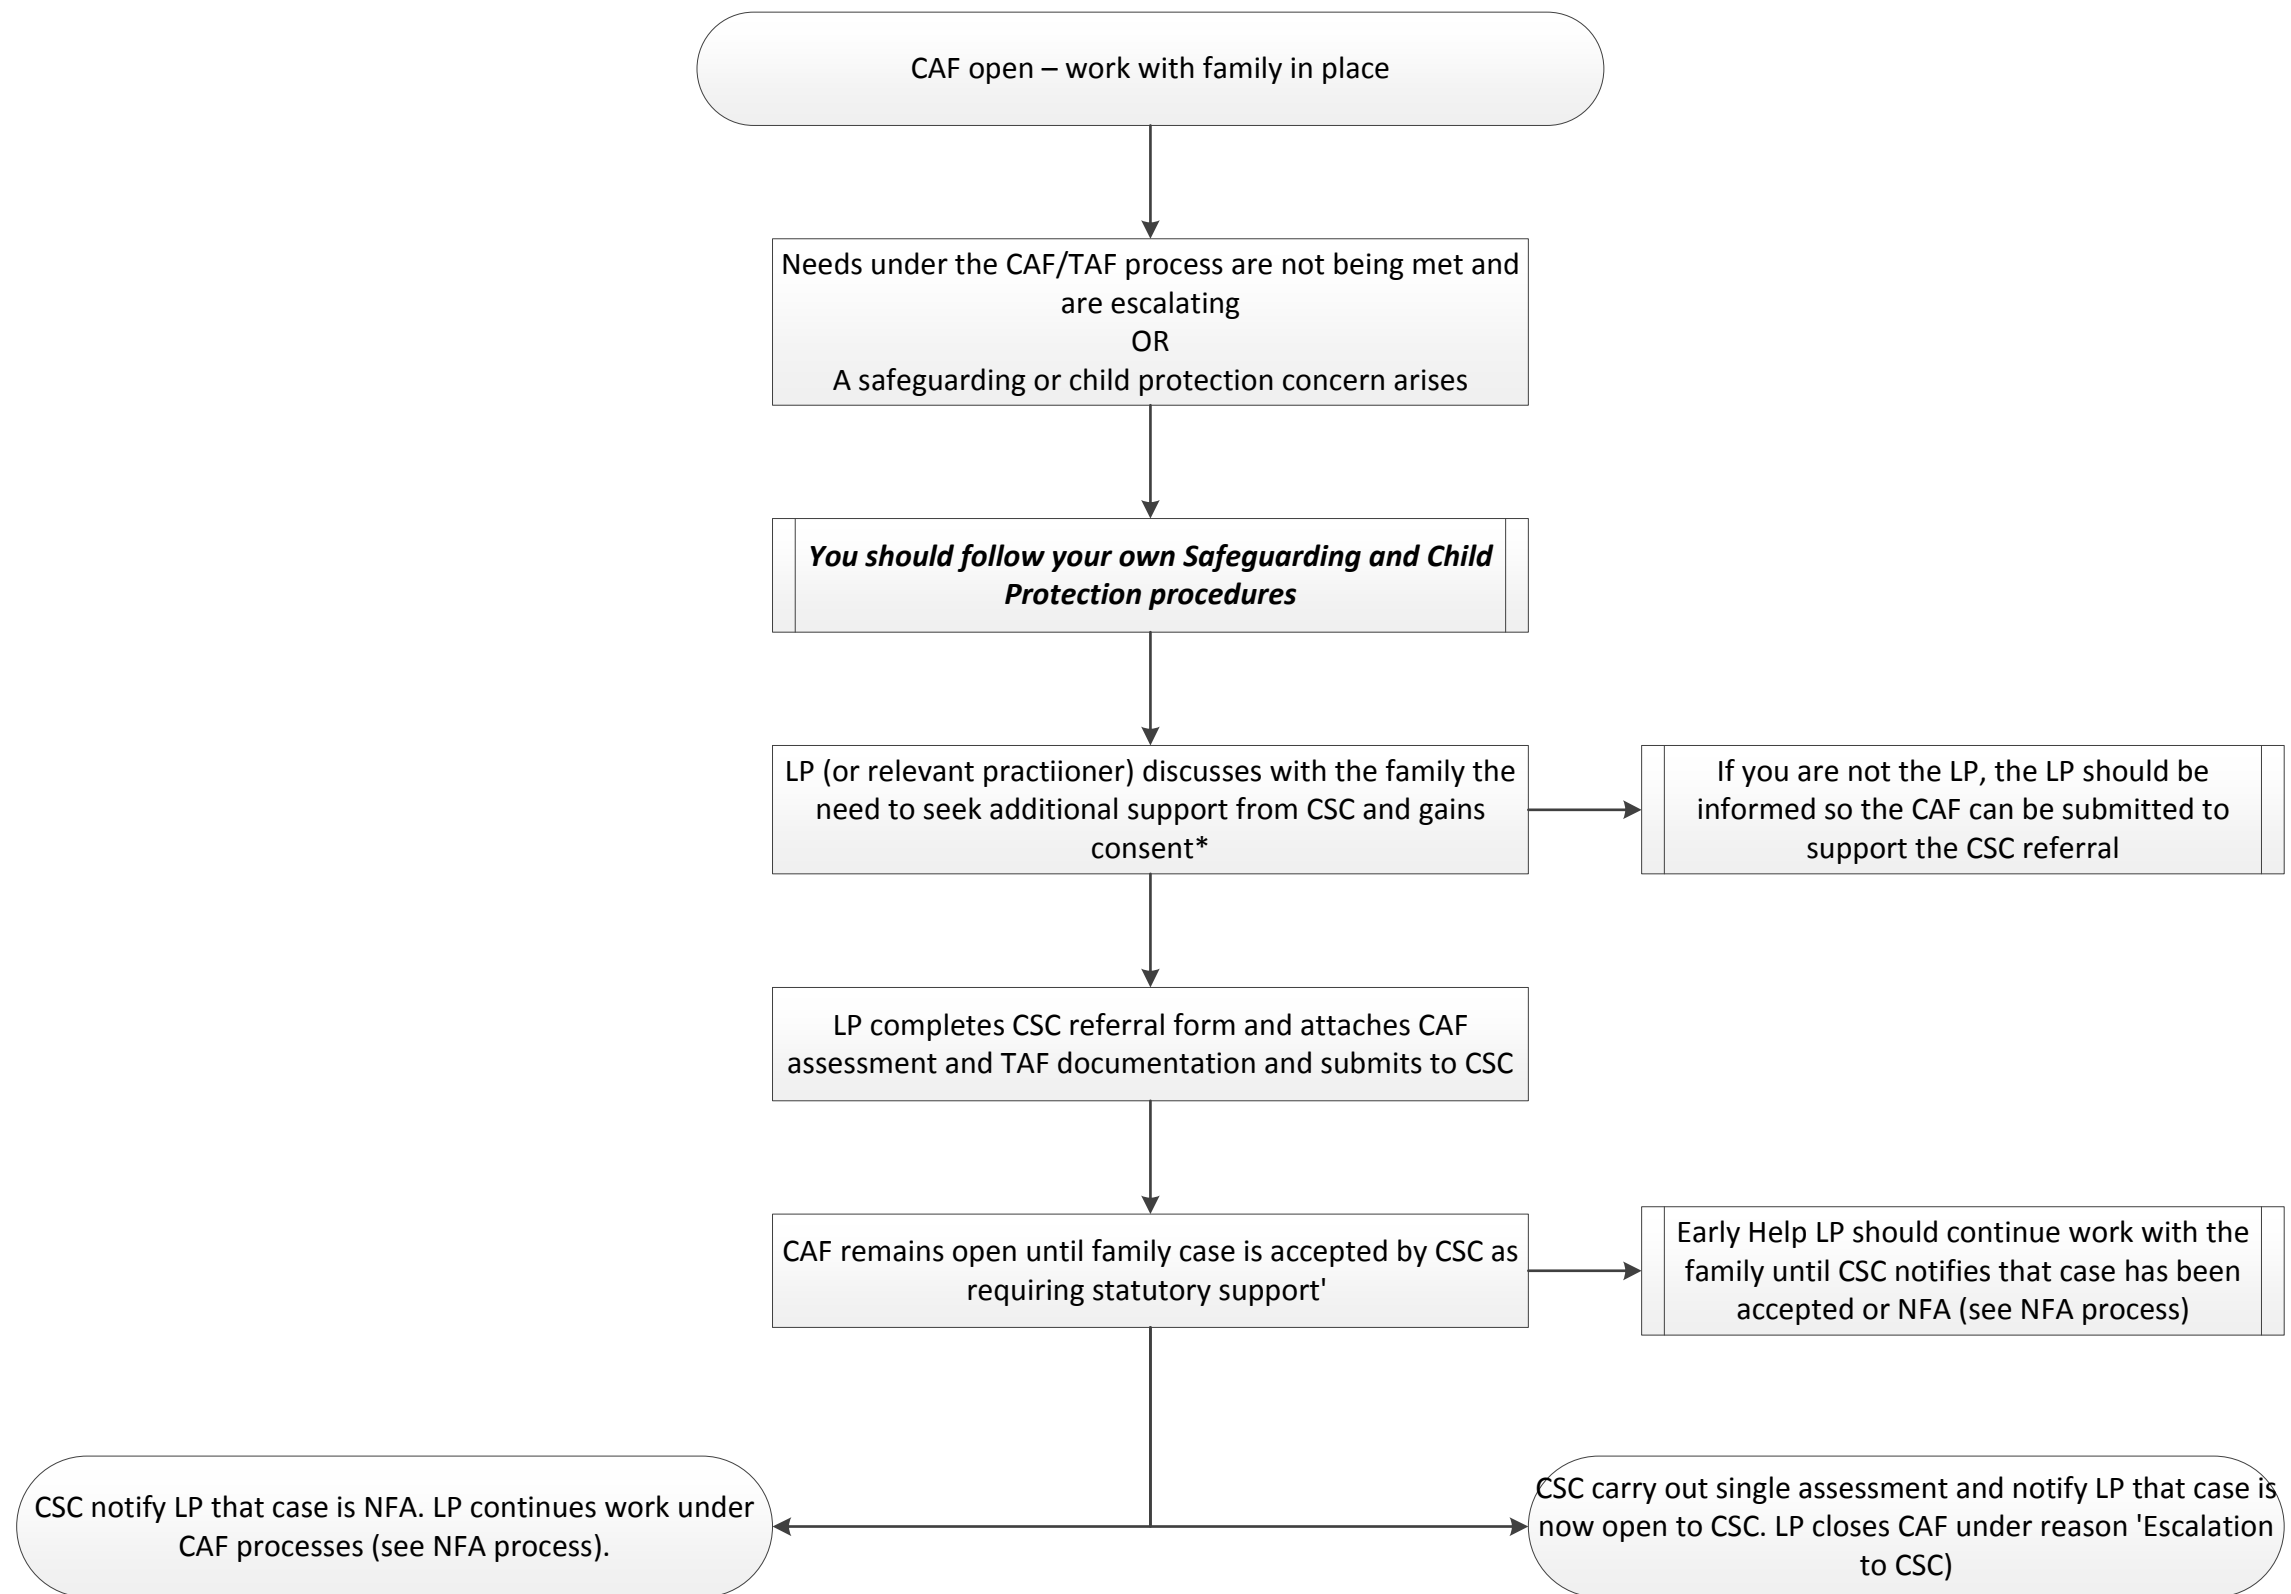 CAF open – work with family in place
Needs under the CAF/TAF process are not being met and
are escalating
OR
A safeguarding or child protection concern arises
You should follow your own Safeguarding and Child
Protection procedures
LP (or relevant practiioner) discusses with the family the
need to seek additional support from CSC and gains
consent*
If you are not the LP, the LP should be
informed so the CAF can be submitted to
support the CSC referral
LP completes CSC referral form and attaches CAF
assessment and TAF documentation and submits to CSC
CAF remains open until family case is accepted by CSC as
requiring statutory support'
Early Help LP should continue work with the
family until CSC notifies that case has been
accepted or NFA (see NFA process)
CSC notify LP that case is NFA. LP continues work under
CAF processes (see NFA process).
CSC carry out single assessment and notify LP that case is
now open to CSC. LP closes CAF under reason 'Escalation
to CSC)